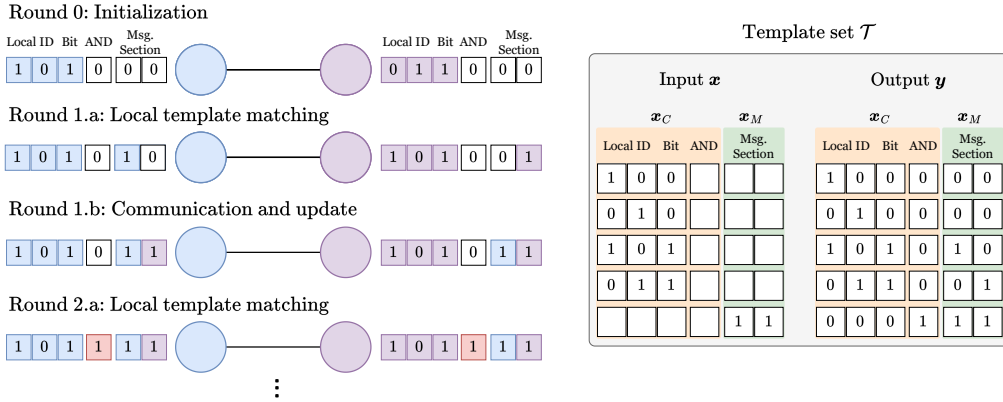 Round 0: Initialization
Local ID Bit AND Msg. Section
1 0 1 0 0 0
Local ID Bit AND Msg. Section
0 1 1 0 0 0
Round 1.a: Local template matching
1 0 1 0 1 0
1 0 1 0 0 1
Round 1.b: Communication and update
1 0 1 0 1 1
1 0 1 0 1 1
Round 2.a: Local template matching
1 0 1 1 1 1
1 0 1 1 1 1
⋮
Template set 𝒯
Input x
Output y
x_C x_M
x_C x_M
Local ID Bit AND Msg. Section
Local ID Bit AND Msg. Section
1 0 0
1 0 0 0 0 0
0 1 0
0 1 0 0 0 0
1 0 1
1 0 1 0 1 0
0 1 1
0 1 1 0 0 1
1 1
0 0 0 1 1 1